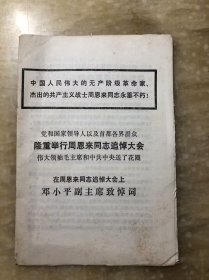 中国人民伟大的无产阶级革命家、
杰出的共产主义战士周恩来同志永垂不朽！
党和国家领导人以及首都各界群众
隆重举行周恩来同志追悼大会
伟大领袖毛主席和中共中央送了花圈
在周恩来同志追悼大会上
邓小平副主席致悼词